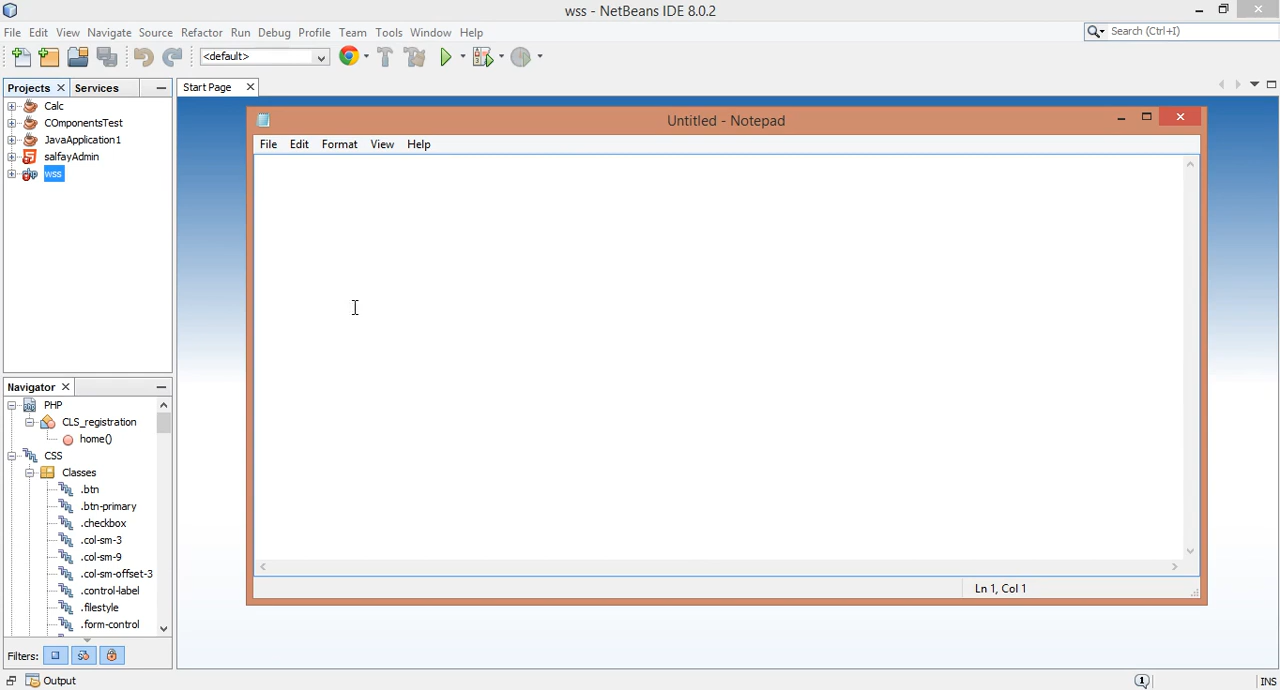 wss - NetBeans IDE 8.0.2
File Edit View Navigate Source Refactor Run Debug Profile Team Tools Window Help
Search (Ctrl+I)
<default>
Projects
Services
Start Page
Calc
COmponentsTest
JavaApplication1
salfayAdmin
wss
Untitled - Notepad
File Edit Format View Help
Ln 1, Col 1
Navigator
PHP
CLS_registration
home()
CSS
Classes
.btn
.btn-primary
.checkbox
.col-sm-3
.col-sm-9
.col-sm-offset-3
.control-label
.filestyle
.form-control
Filters:
Output
1
INS